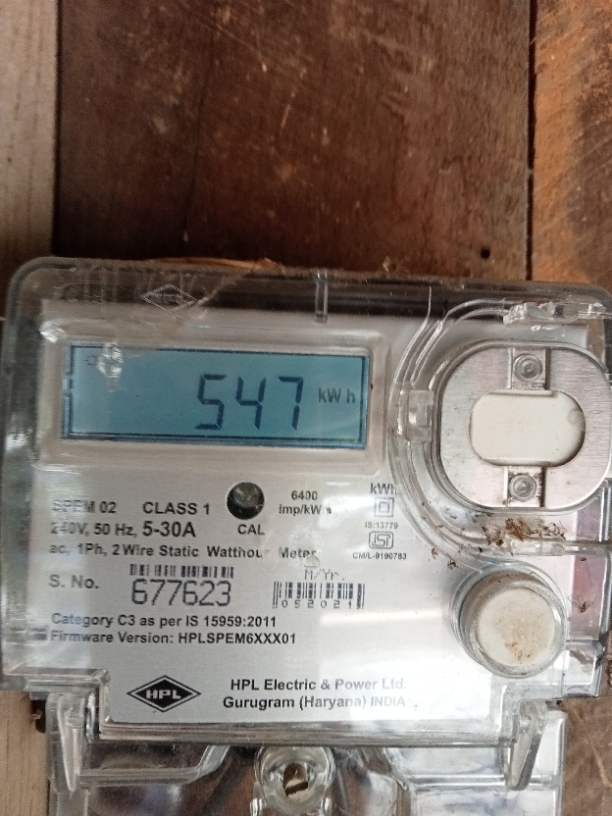 547 kWh
SPEM 02 CLASS 1
6400 imp/kWh
kWh
240V, 50 Hz, 5-30A
CAL
IS:13779
ac, 1Ph, 2 Wire Static Watthour Meter
CM/L-9190783
S. No. 677623
M/Yr.
052021
Category C3 as per IS 15959:2011
Firmware Version: HPLSPEM6XXX01
HPL
HPL Electric & Power Ltd.
Gurugram (Haryana) INDIA